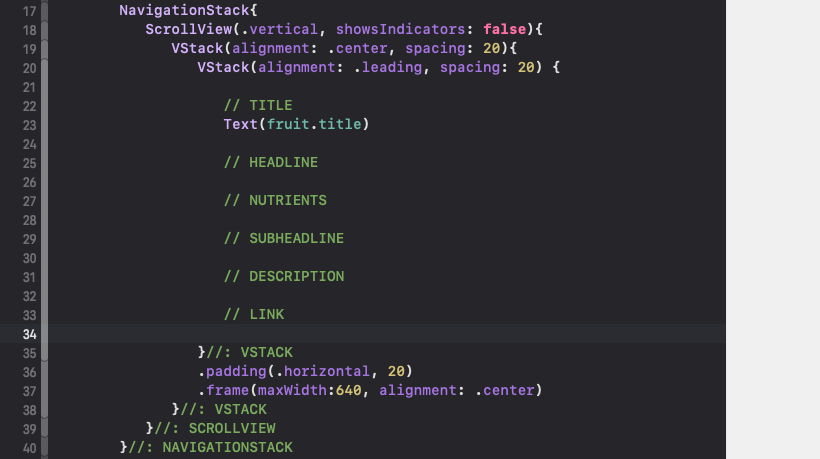 17 NavigationStack{
18 ScrollView(.vertical, showsIndicators: false){
19 VStack(alignment: .center, spacing: 20){
20 VStack(alignment: .leading, spacing: 20) {
21
22 // TITLE
23 Text(fruit.title)
24
25 // HEADLINE
26
27 // NUTRIENTS
28
29 // SUBHEADLINE
30
31 // DESCRIPTION
32
33 // LINK
34
35 }//: VSTACK
36 .padding(.horizontal, 20)
37 .frame(maxWidth:640, alignment: .center)
38 }//: VSTACK
39 }//: SCROLLVIEW
40 }//: NAVIGATIONSTACK